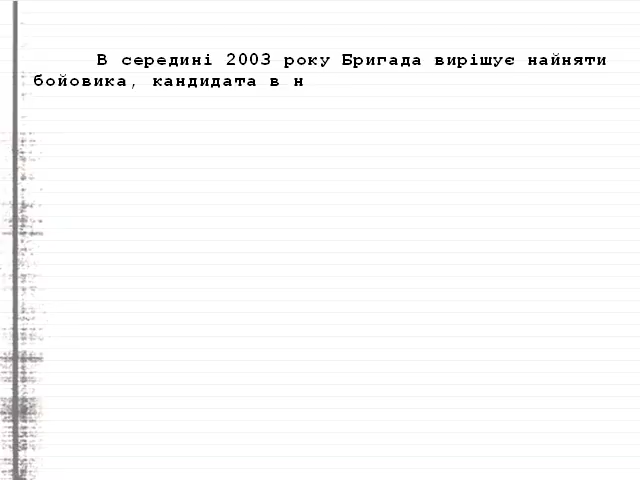 В середині 2003 року Бригада вирішує найняти
бойовика, кандидата в н